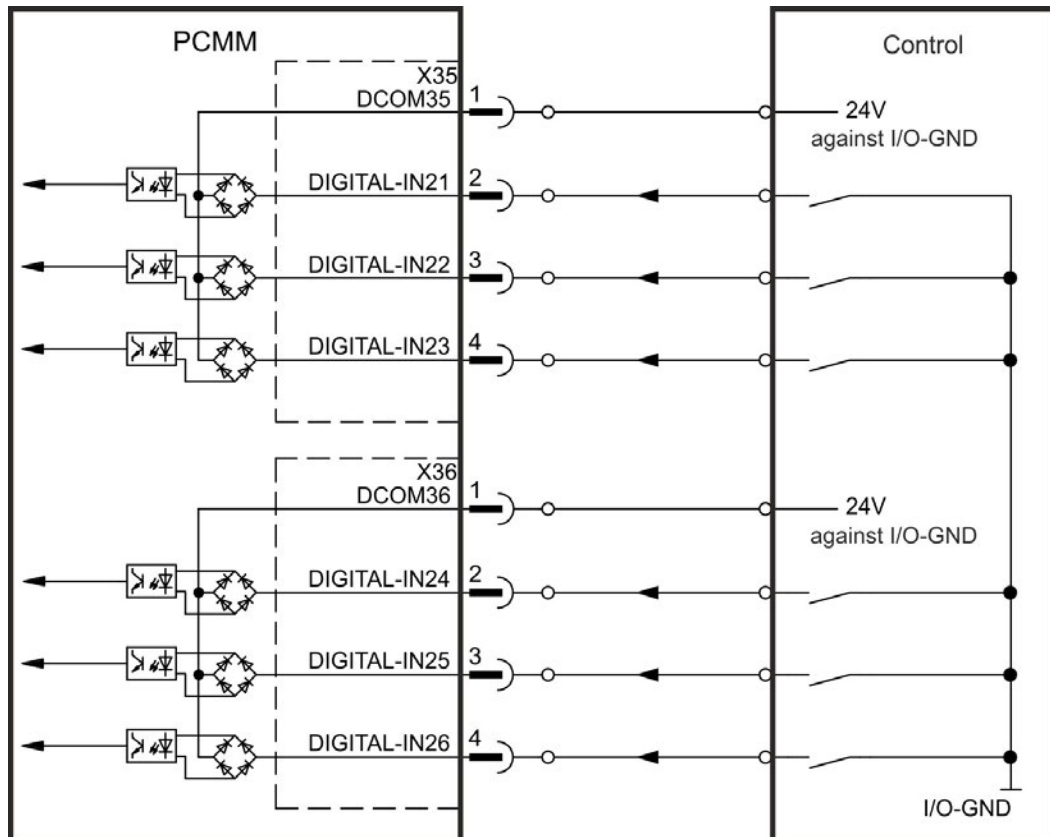 PCMM
Control
X35
DCOM35 1
24V
against I/O-GND
DIGITAL-IN21 2
DIGITAL-IN22 3
DIGITAL-IN23 4
X36
DCOM36 1
24V
against I/O-GND
DIGITAL-IN24 2
DIGITAL-IN25 3
DIGITAL-IN26 4
I/O-GND